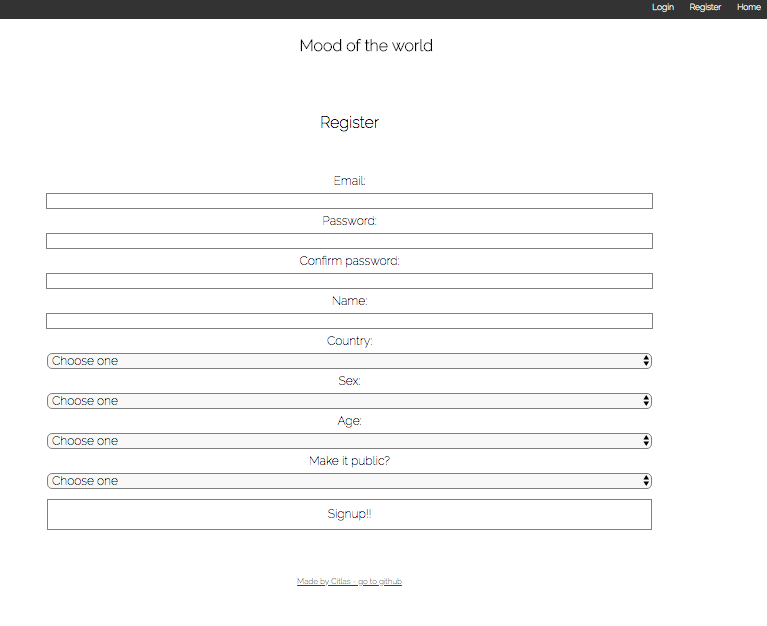 Login Register Home
Mood of the world
Register
Email:
Password:
Confirm password:
Name:
Country:
Choose one
Sex:
Choose one
Age:
Choose one
Make it public?
Choose one
Signup!!
Made by Citlas - go to github